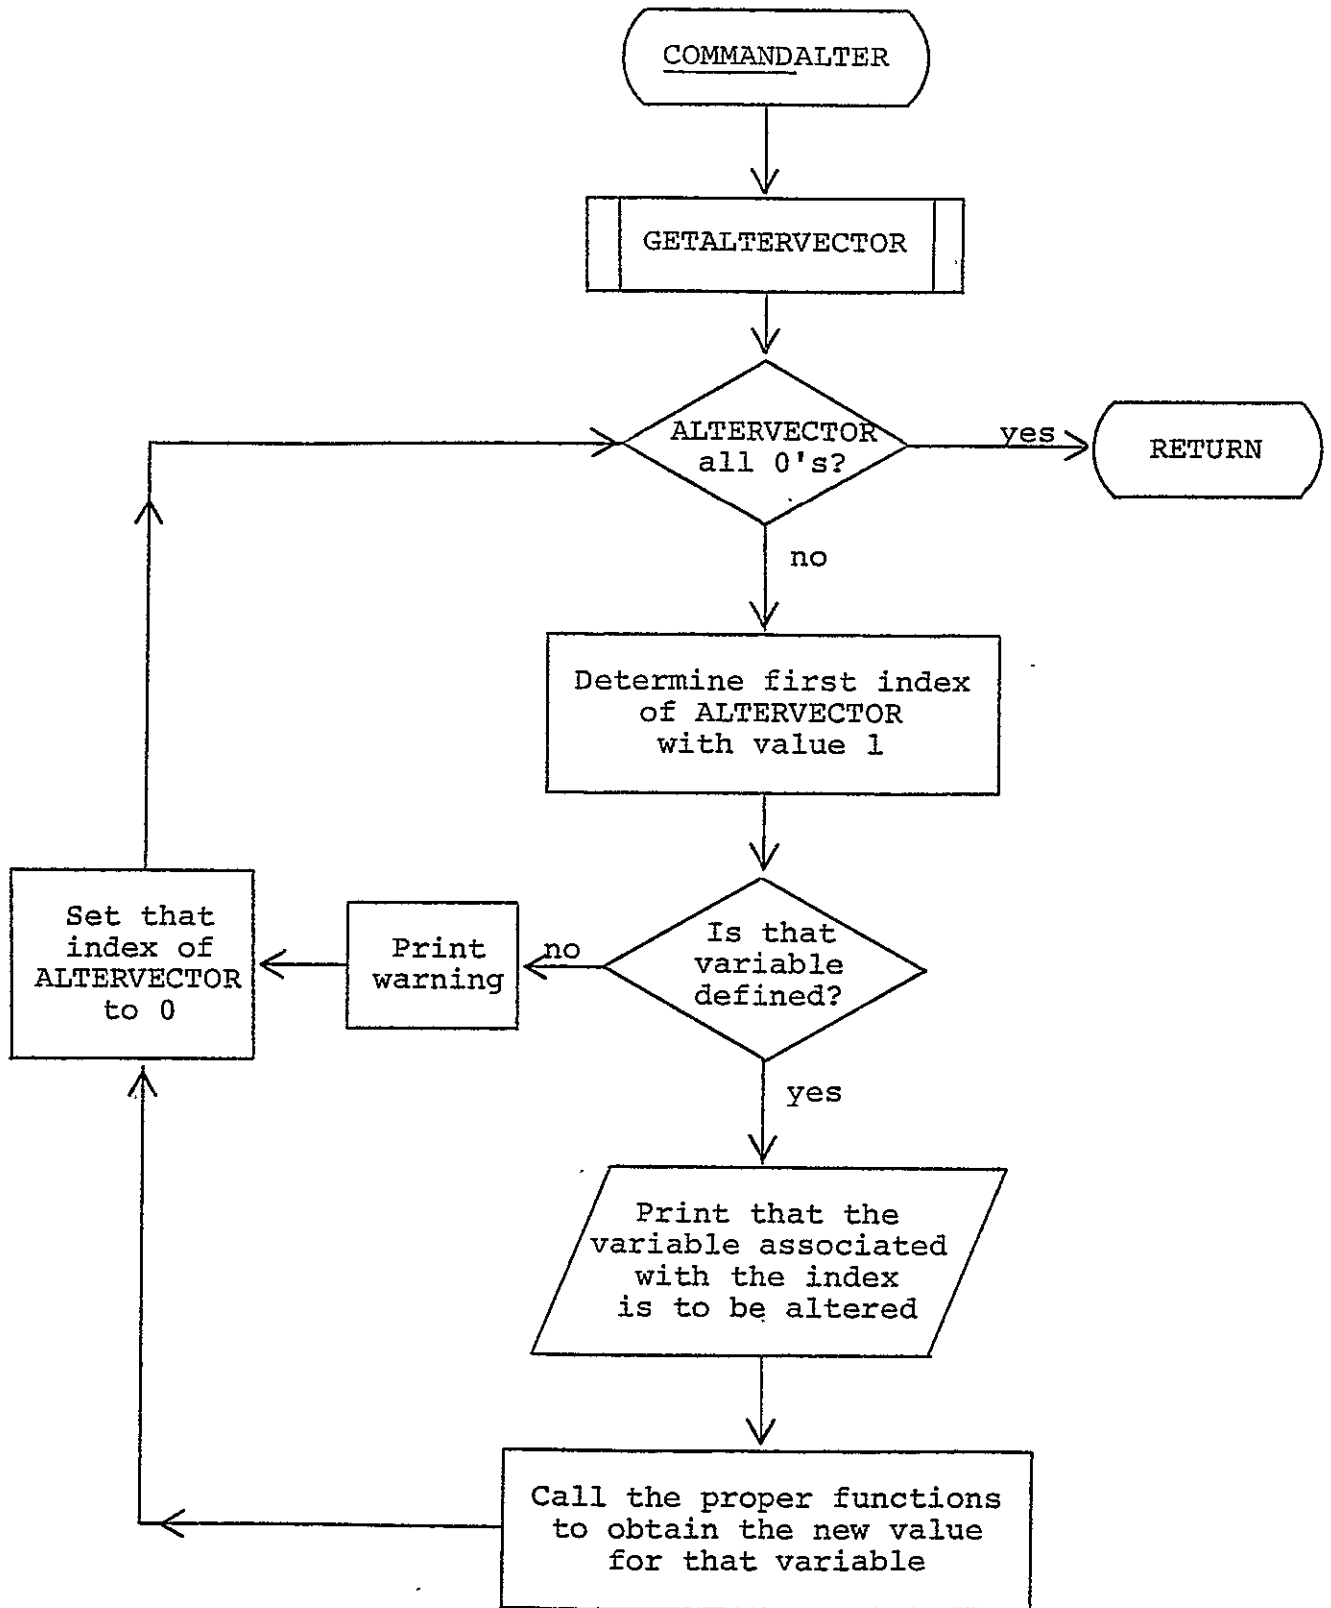 COMMANDALTER
GETALTERVECTOR
ALTERVECTOR
all 0's?
yes
RETURN
no
Determine first index
of ALTERVECTOR
with value 1
Is that
variable
defined?
no
Print
warning
Set that
index of
ALTERVECTOR
to 0
yes
Print that the
variable associated
with the index
is to be altered
Call the proper functions
to obtain the new value
for that variable